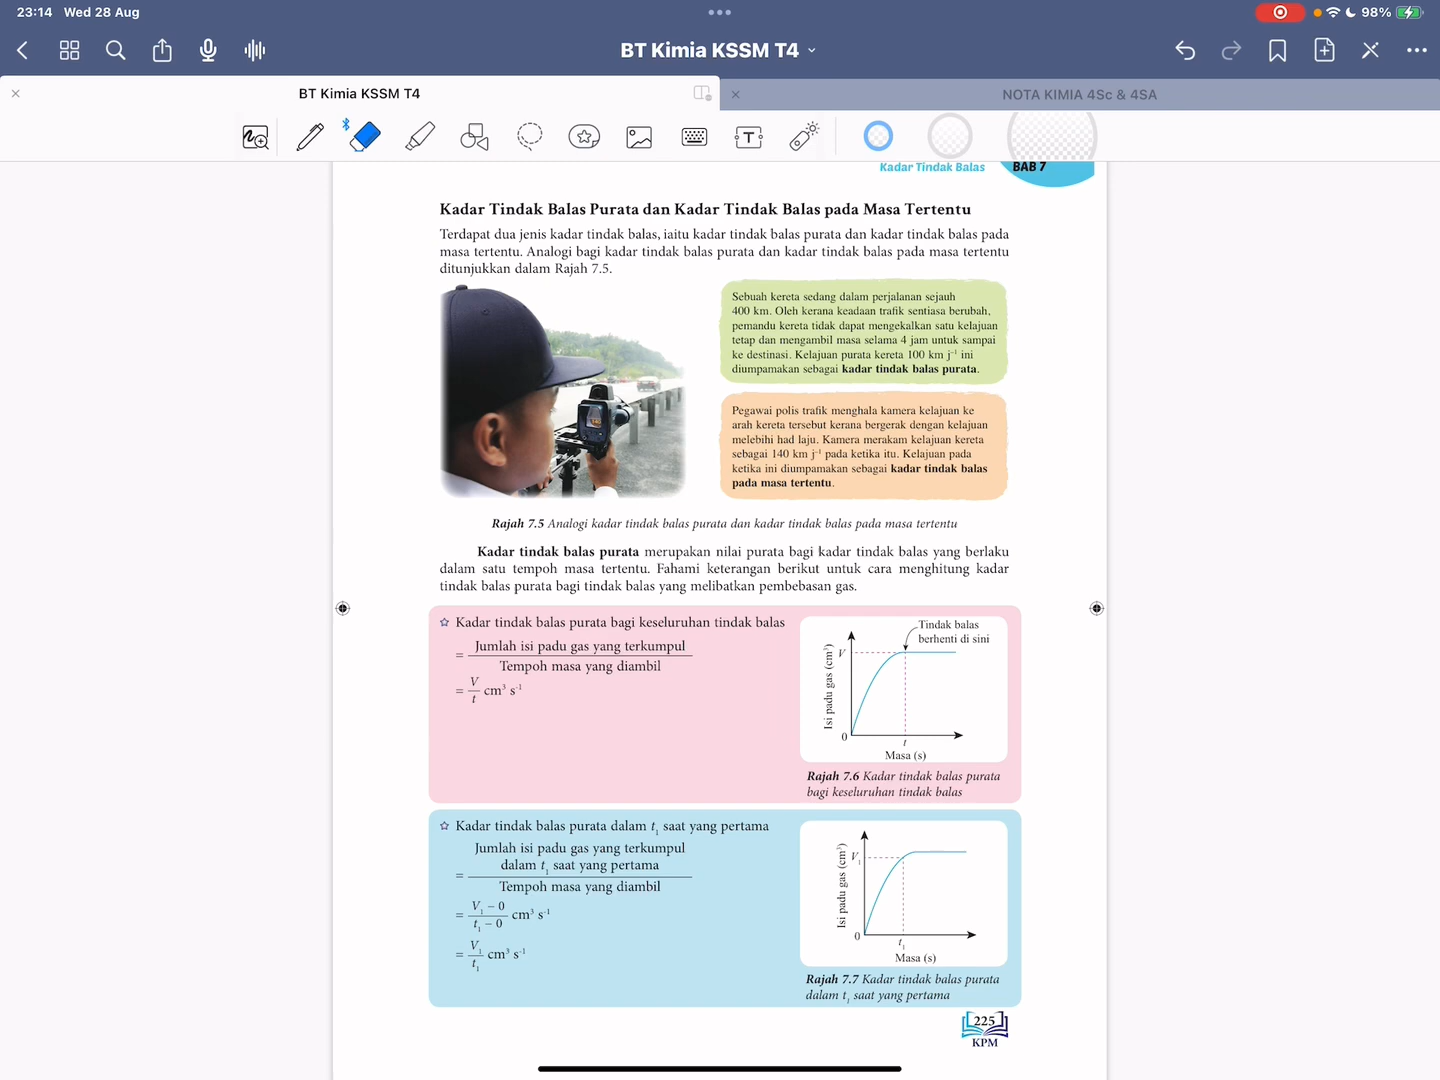 23:14 Wed 28 Aug
98%
BT Kimia KSSM T4
BT Kimia KSSM T4
NOTA KIMIA 4Sc & 4SA
T
Kadar Tindak Balas BAB 7
Kadar Tindak Balas Purata dan Kadar Tindak Balas pada Masa Tertentu
Terdapat dua jenis kadar tindak balas, iaitu kadar tindak balas purata dan kadar tindak balas pada
masa tertentu. Analogi bagi kadar tindak balas purata dan kadar tindak balas pada masa tertentu
ditunjukkan dalam Rajah 7.5.
Sebuah kereta sedang dalam perjalanan sejauh
400 km. Oleh kerana keadaan trafik sentiasa berubah,
pemandu kereta tidak dapat mengekalkan satu kelajuan
tetap dan mengambil masa selama 4 jam untuk sampai
ke destinasi. Kelajuan purata kereta 100 km j⁻¹ ini
diumpamakan sebagai kadar tindak balas purata.
140
Pegawai polis trafik menghala kamera kelajuan ke
arah kereta tersebut kerana bergerak dengan kelajuan
melebihi had laju. Kamera merakam kelajuan kereta
sebagai 140 km j⁻¹ pada ketika itu. Kelajuan pada
ketika ini diumpamakan sebagai kadar tindak balas
pada masa tertentu.
Rajah 7.5 Analogi kadar tindak balas purata dan kadar tindak balas pada masa tertentu
Kadar tindak balas purata merupakan nilai purata bagi kadar tindak balas yang berlaku
dalam satu tempoh masa tertentu. Fahami keterangan berikut untuk cara menghitung kadar
tindak balas purata bagi tindak balas yang melibatkan pembebasan gas.
☆ Kadar tindak balas purata bagi keseluruhan tindak balas
= Jumlah isi padu gas yang terkumpul
Tempoh masa yang diambil
= V/t cm³ s⁻¹
Tindak balas
berhenti di sini
Isi padu gas (cm³)
V
0
t
Masa (s)
Rajah 7.6 Kadar tindak balas purata
bagi keseluruhan tindak balas
☆ Kadar tindak balas purata dalam t₁ saat yang pertama
Jumlah isi padu gas yang terkumpul
dalam t₁ saat yang pertama
=
Tempoh masa yang diambil
= V₁ – 0 / t₁ – 0 cm³ s⁻¹
= V₁/t₁ cm³ s⁻¹
Isi padu gas (cm³)
V₁
0
t₁
Masa (s)
Rajah 7.7 Kadar tindak balas purata
dalam t₁ saat yang pertama
225
KPM